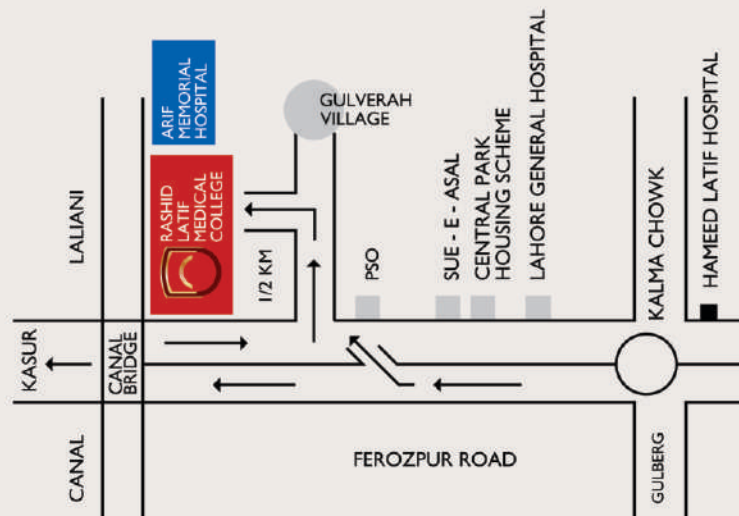 LALIANI
ARIF
MEMORIAL
HOSPITAL
RASHID
LATIF
MEDICAL
COLLEGE
GULVERAH
VILLAGE
1/2 KM
PSO
SUE - E - ASAL
CENTRAL PARK
HOUSING SCHEME
LAHORE GENERAL HOSPITAL
KALMA CHOWK
HAMEED LATIF HOSPITAL
KASUR
CANAL
BRIDGE
CANAL
FEROZPUR ROAD
GULBERG